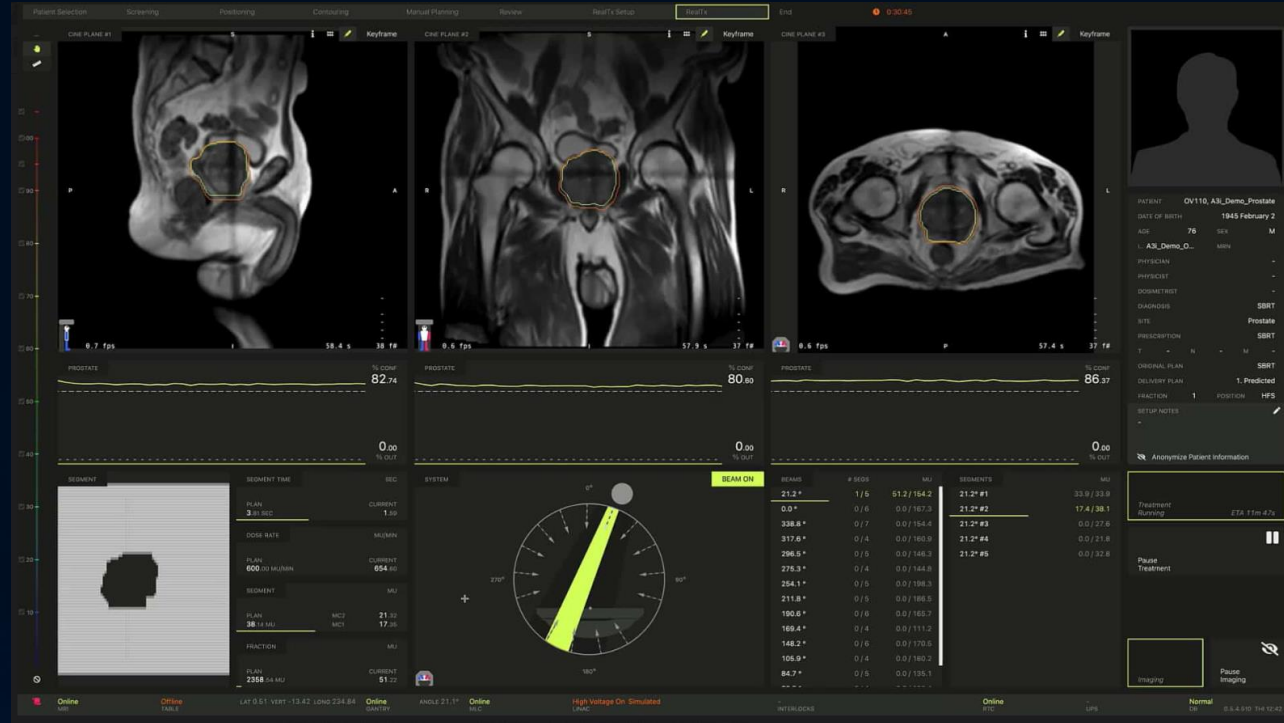 Patient Selection Screening Positioning Contouring Manual Planning Review RealTx Setup RealTx End 0:30:45
CINE PLANE #1 S i Keyframe
P A
0.7 fps I 58.4 s 38 f#
CINE PLANE #2 S i Keyframe
R L
0.6 fps I 57.9 s 37 f#
CINE PLANE #3 A i Keyframe
R L
0.6 fps P 57.4 s 37 f#
PROSTATE % CONF
82.74
0.00
% OUT
PROSTATE % CONF
80.60
0.00
% OUT
PROSTATE % CONF
86.37
0.00
% OUT
PATIENT OV110, A3i_Demo_Prostate
DATE OF BIRTH 1945 February 2
AGE 76 SEX M
A3i_Demo_O... MRN
PHYSICIAN -
PHYSICIST -
DOSIMETRIST -
DIAGNOSIS SBRT
SITE Prostate
PRESCRIPTION SBRT
T - N - M -
ORIGINAL PLAN SBRT
DELIVERY PLAN 1. Predicted
FRACTION 1 POSITION HFS
SETUP NOTES
-
Anonymize Patient Information
SEGMENT
SEGMENT TIME SEC
PLAN CURRENT
3.81 SEC 1.59
DOSE RATE MU/MIN
PLAN CURRENT
600.00 MU/MIN 654.60
SEGMENT MU
PLAN MC2 21.32
38.14 MU MC1 17.35
FRACTION MU
PLAN CURRENT
2358.54 MU 51.22
SYSTEM BEAM ON
0°
270° 90°
180°
BEAMS # SEGS MU
21.2 ° 1/5 51.2 / 154.2
0.0 ° 0/6 0.0 / 167.3
338.8 ° 0/7 0.0 / 154.4
317.6 ° 0/4 0.0 / 160.9
296.5 ° 0/5 0.0 / 146.3
275.3 ° 0/4 0.0 / 144.8
254.1 ° 0/5 0.0 / 198.3
211.8 ° 0/5 0.0 / 186.5
190.6 ° 0/6 0.0 / 165.7
169.4 ° 0/4 0.0 / 111.2
148.2 ° 0/6 0.0 / 170.5
105.9 ° 0/4 0.0 / 160.2
84.7 ° 0/5 0.0 / 135.1
SEGMENTS MU
21.2° #1 33.9 / 33.9
21.2° #2 17.4 / 38.1
21.2° #3 0.0 / 27.6
21.2° #4 0.0 / 21.8
21.2° #5 0.0 / 32.8
Treatment
Running ETA 11m 47s
Pause
Treatment
Imaging
Pause
Imaging
Online Offline LAT 0.51 VERT -13.42 LONG 234.84 Online ANGLE 21.1° Online High Voltage On Simulated - Online - Normal
MRI TABLE GANTRY MLC LINAC INTERLOCKS RTC UPS DR